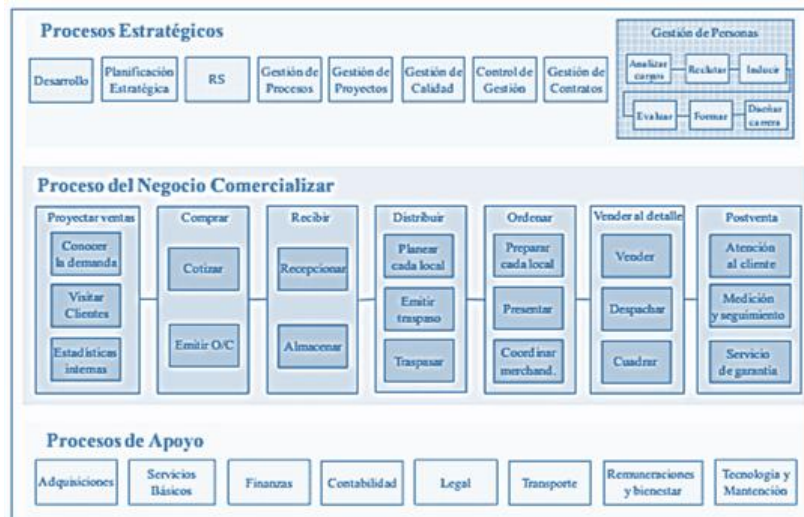 Procesos Estratégicos
Desarrollo
Planificación
Estratégica
RS
Gestión de
Procesos
Gestión de
Proyectos
Gestión de
Calidad
Control de
Gestión
Gestión de
Contratos
Gestión de Personas
Analizar
cargos
Reclutar
Inducir
Evaluar
Formar
Diseñar
carrera
Proceso del Negocio Comercializar
Proyectar ventas
Conocer
la demanda
Visitar
Clientes
Estadísticas
internas
Comprar
Cotizar
Emitir O/C
Recibir
Recepcionar
Almacenar
Distribuir
Planear
cada local
Emitir
traspaso
Traspasar
Ordenar
Preparar
cada local
Presentar
Coordinar
merchand.
Vender al detalle
Vender
Despachar
Cuadrar
Postventa
Atención
al cliente
Medición
y seguimiento
Servicio
de garantía
Procesos de Apoyo
Adquisiciones
Servicios
Básicos
Finanzas
Contabilidad
Legal
Transporte
Remuneraciones
y bienestar
Tecnología y
Mantención